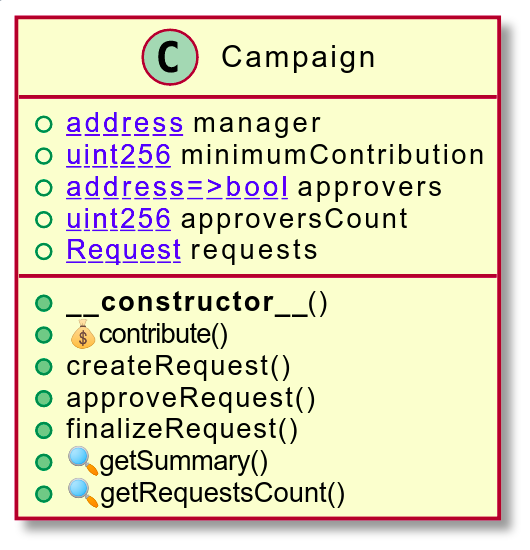 C Campaign
address manager
uint256 minimumContribution
address=>bool approvers
uint256 approversCount
Request requests
__constructor__()
💰contribute()
createRequest()
approveRequest()
finalizeRequest()
🔍getSummary()
🔍getRequestsCount()